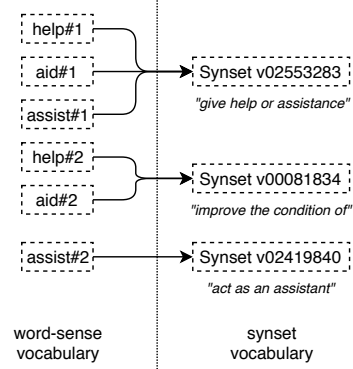 help#1
aid#1
assist#1
help#2
aid#2
assist#2
word-sense
vocabulary
Synset v02553283
"give help or assistance"
Synset v00081834
"improve the condition of"
Synset v02419840
"act as an assistant"
synset
vocabulary